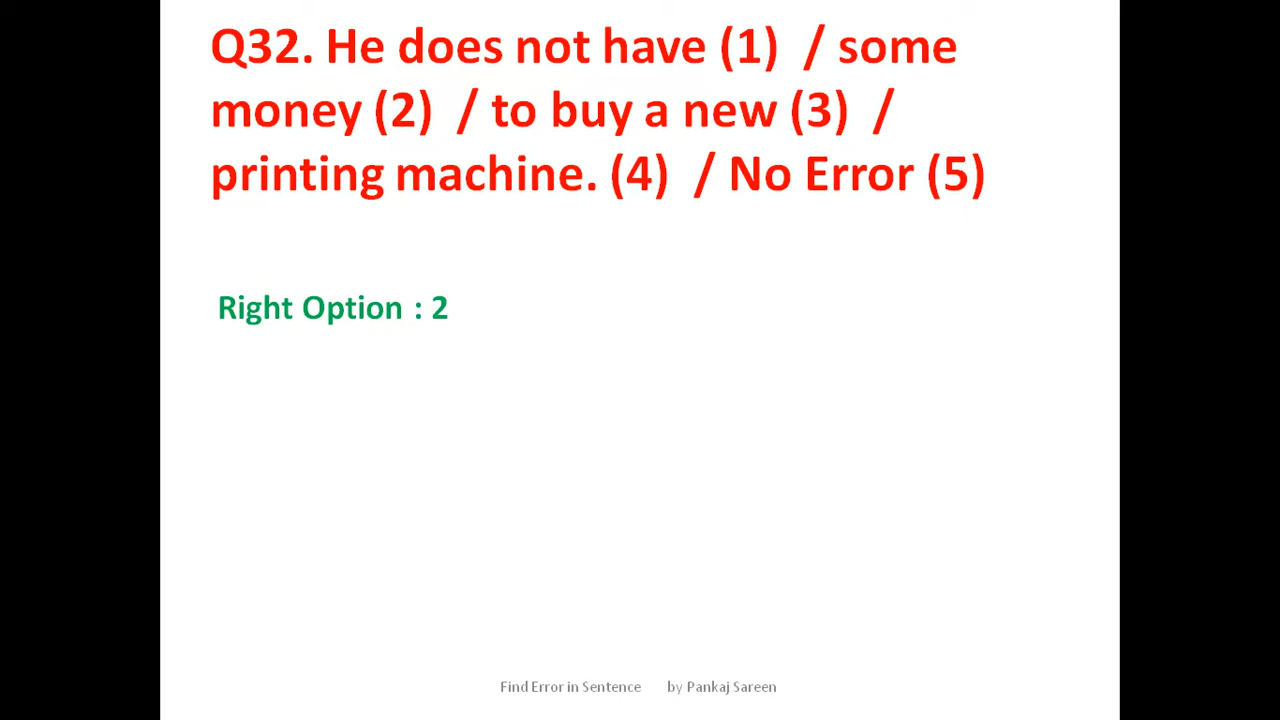 Q32. He does not have (1) / some
money (2) / to buy a new (3) /
printing machine. (4) / No Error (5)
Right Option : 2
Find Error in Sentence by Pankaj Sareen